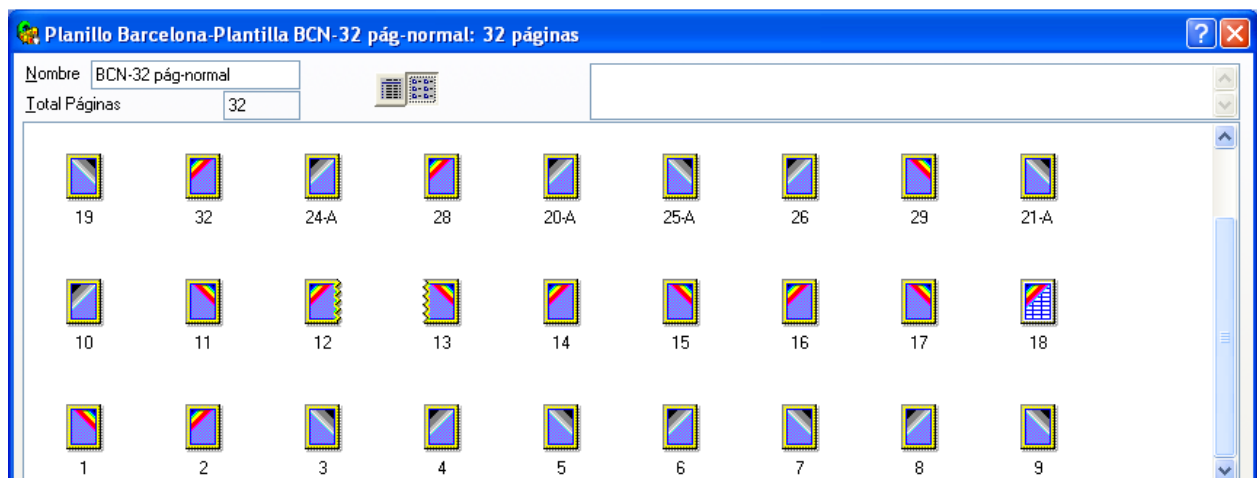 Planillo Barcelona-Plantilla BCN-32 pág-normal: 32 páginas
Nombre BCN-32 pág-normal
Total Páginas 32
19 32 24-A 28 20-A 25-A 26 29 21-A
10 11 12 13 14 15 16 17 18
1 2 3 4 5 6 7 8 9